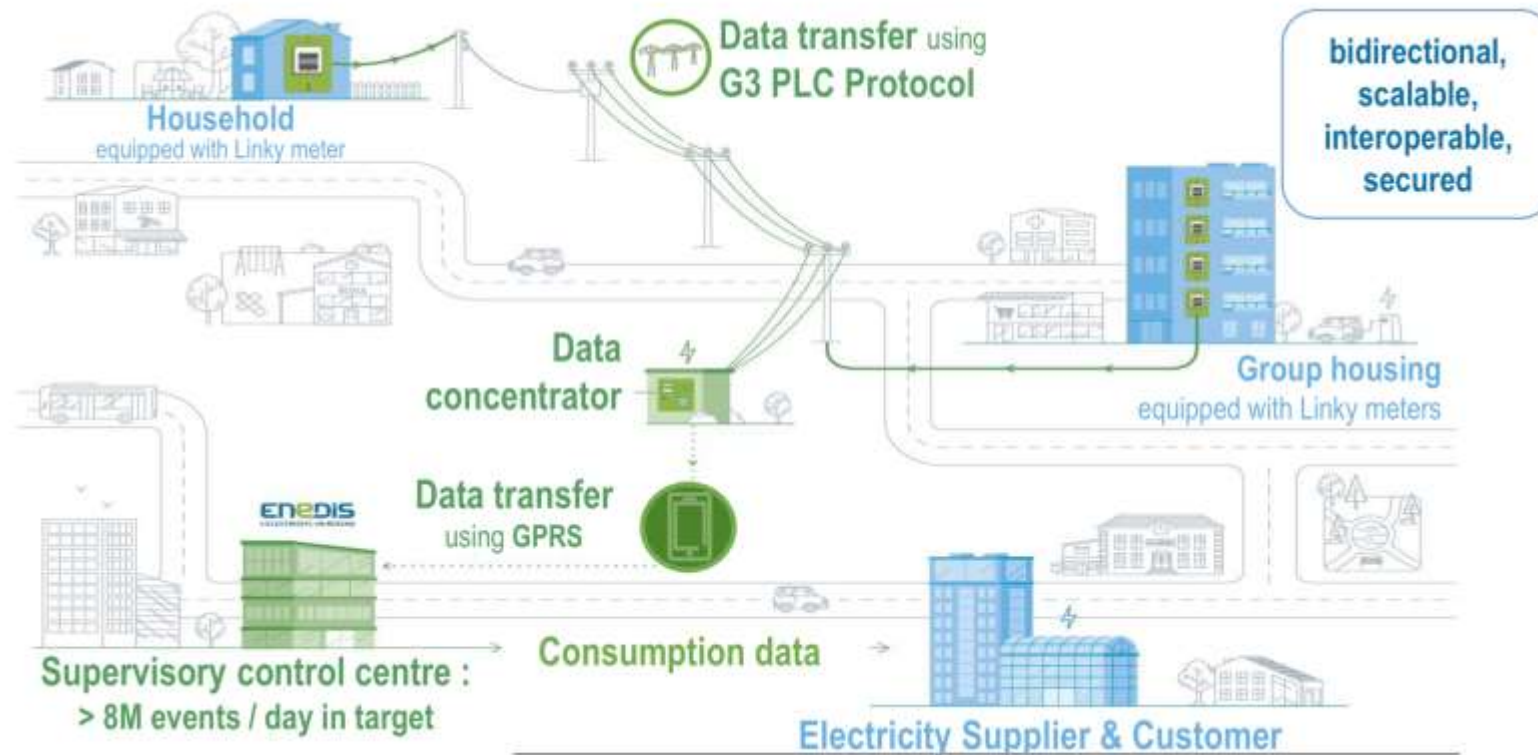 Data transfer using
G3 PLC Protocol
bidirectional,
scalable,
interoperable,
secured
Household
equipped with Linky meter
Data
concentrator
Group housing
equipped with Linky meters
Data transfer
using GPRS
ENEDIS
Supervisory control centre :
> 8M events / day in target
Consumption data
Electricity Supplier & Customer